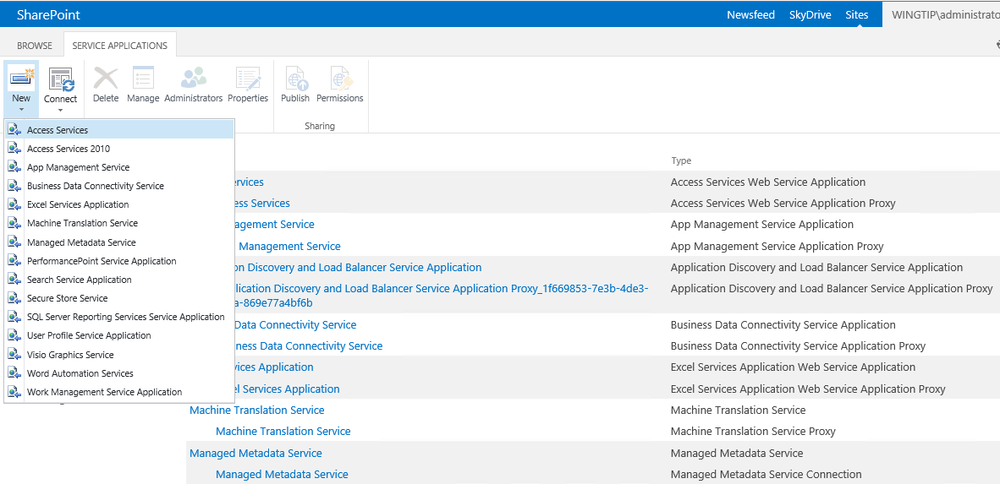 SharePoint
Newsfeed SkyDrive Sites WINGTIP\administrato
BROWSE SERVICE APPLICATIONS
New Connect Delete Manage Administrators Properties Publish Permissions
Sharing
Access Services
Access Services 2010
App Management Service
Business Data Connectivity Service
Excel Services Application
Machine Translation Service
Managed Metadata Service
PerformancePoint Service Application
Search Service Application
Secure Store Service
SQL Server Reporting Services Service Application
User Profile Service Application
Visio Graphics Service
Word Automation Services
Work Management Service Application
Type
ervices Access Services Web Service Application
ess Services Access Services Web Service Application Proxy
agement Service App Management Service Application
Management Service App Management Service Application Proxy
on Discovery and Load Balancer Service Application Application Discovery and Load Balancer Service Application
plication Discovery and Load Balancer Service Application Proxy_1f669853-7e3b-4de3- Application Discovery and Load Balancer Service Application Proxy
a-869e77a4bf6b
Data Connectivity Service Business Data Connectivity Service Application
iness Data Connectivity Service Business Data Connectivity Service Application Proxy
vices Application Excel Services Application Web Service Application
el Services Application Excel Services Application Web Service Application Proxy
Machine Translation Service Machine Translation Service
Machine Translation Service Machine Translation Service Proxy
Managed Metadata Service Managed Metadata Service
Managed Metadata Service Managed Metadata Service Connection